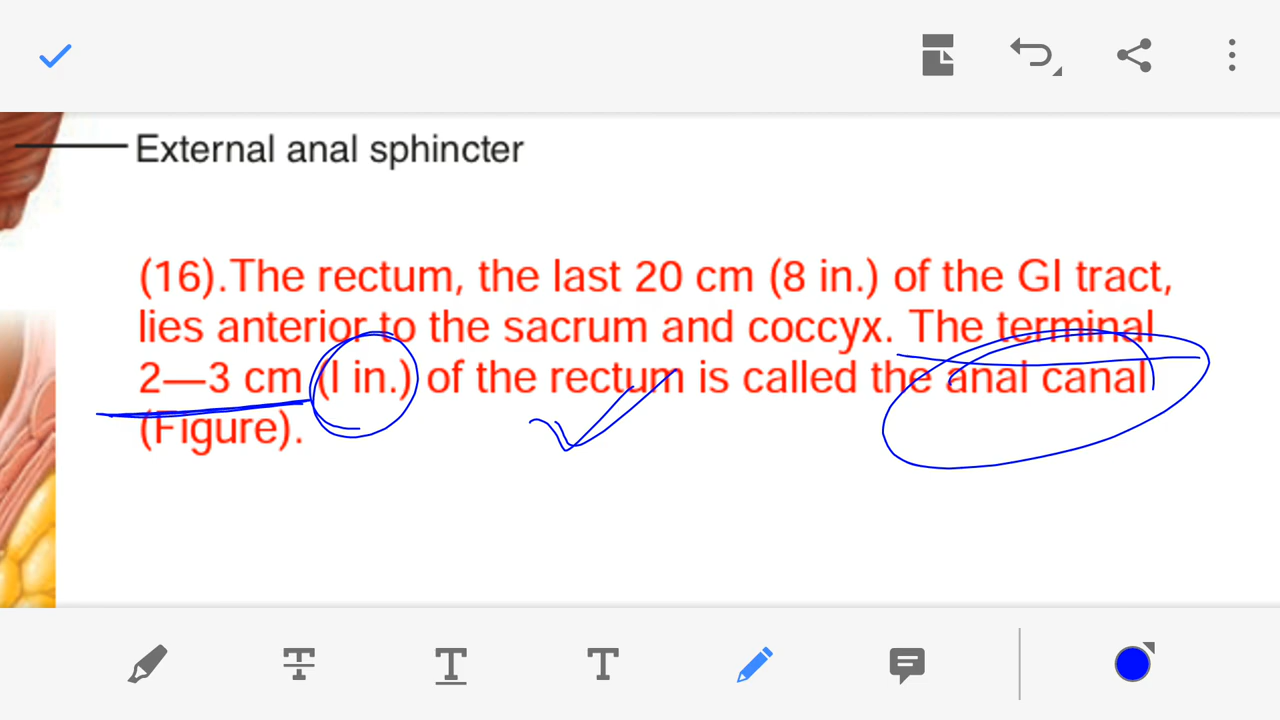 External anal sphincter
(16).The rectum, the last 20 cm (8 in.) of the GI tract,
lies anterior to the sacrum and coccyx. The terminal
2—3 cm (l in.) of the rectum is called the anal canal
(Figure).